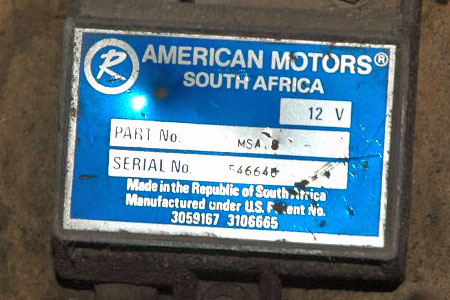 R AMERICAN MOTORS®
SOUTH AFRICA
12 V
PART No. MSA
SERIAL No. 
Made in the Republic of South Africa
Manufactured under U.S. Patent No.
3059167 3106665